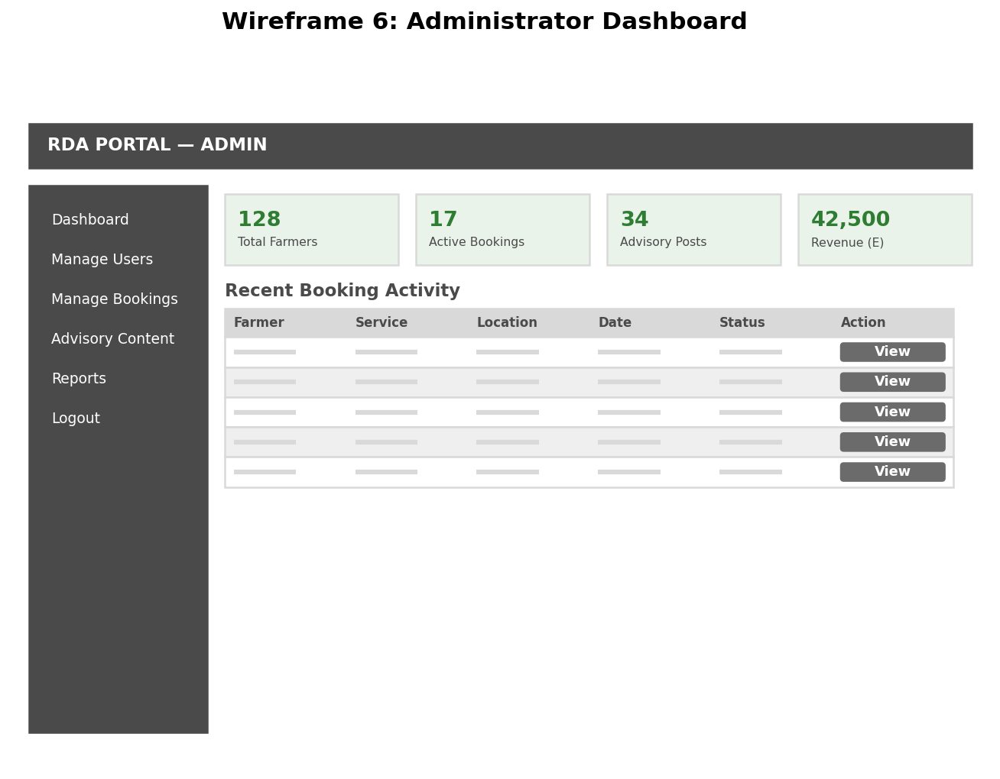 Wireframe 6: Administrator Dashboard
RDA PORTAL — ADMIN
Dashboard
Manage Users
Manage Bookings
Advisory Content
Reports
Logout
128
Total Farmers
17
Active Bookings
34
Advisory Posts
42,500
Revenue (E)
Recent Booking Activity
Farmer Service Location Date Status Action
View
View
View
View
View